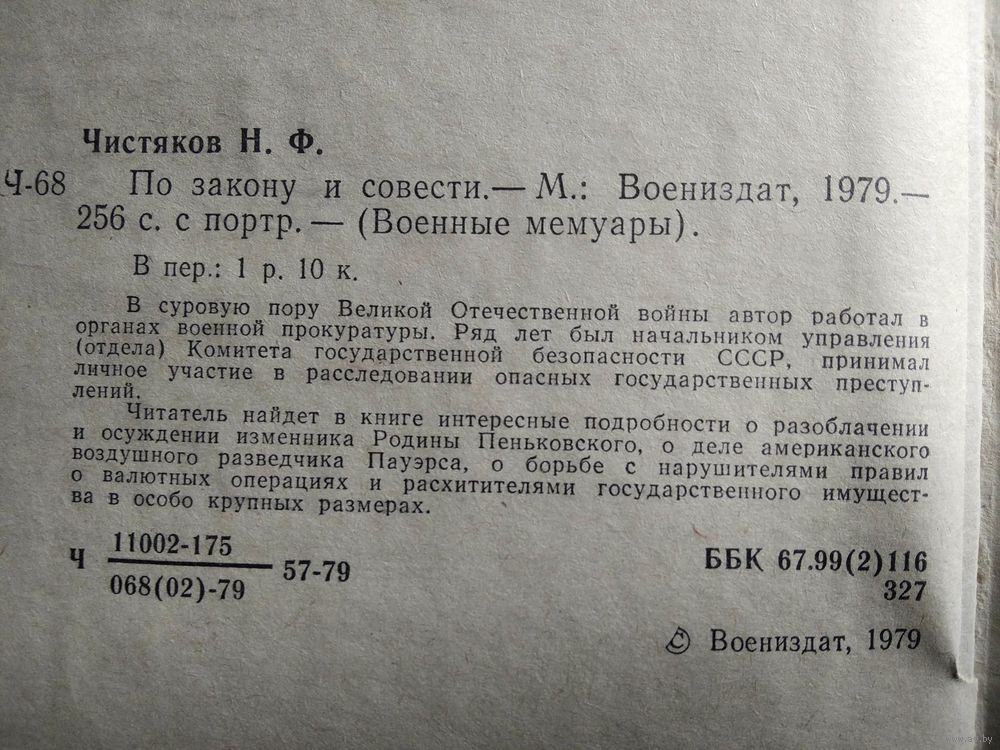 Чистяков Н. Ф.
Ч-68 По закону и совести.— М.: Воениздат, 1979.—
256 с. с портр. — (Военные мемуары).
В пер.: 1 р. 10 к.
В суровую пору Великой Отечественной войны автор работал в
органах военной прокуратуры. Ряд лет был начальником управления
(отдела) Комитета государственной безопасности СССР, принимал
личное участие в расследовании опасных государственных преступ-
лений.
Читатель найдет в книге интересные подробности о разоблачении
и осуждении изменника Родины Пеньковского, о деле американского
воздушного разведчика Пауэрса, о борьбе с нарушителями правил
о валютных операциях и расхитителями государственного имущест-
ва в особо крупных размерах.
Ч 11002-175
068(02)-79 57-79
ББК 67.99(2)116
327
© Воениздат, 1979